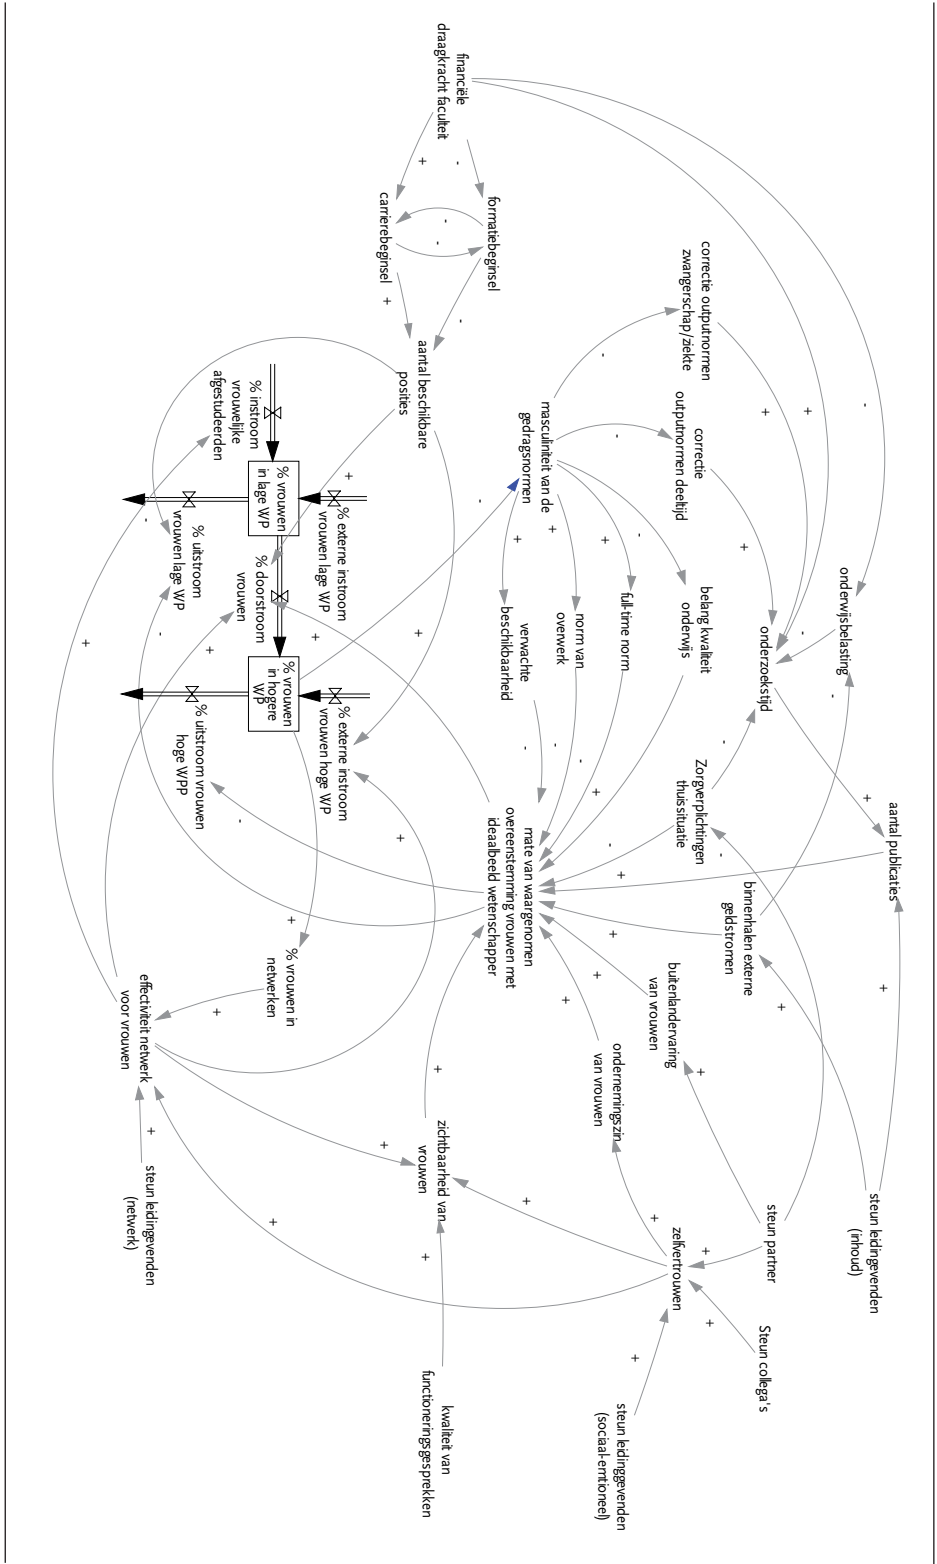 financiële
draagkracht faculteit
+
-
carrierebeginsel
formatiebeginsel
-
-
+
-
aantal beschikbare
posities
correctie outputnormen
zwangerschap/ziekte
correctie
outputnormen deeltijd
masculiniteit van de
gedragsnormen
-
-
+
+
-
+
+
-
belang kwaliteit
onderwijs
full-time norm
norm van
overwerk
verwachte
beschikbaarheid
-
+
+
+
-
onderwijsbelasting
onderzoekstijd
-
-
-
+
aantal publicaties
Zorgverplichtingen
thuissituatie
-
binnenhalen externe
geldstromen
+
+
steun leidingevenden
(inhoud)
% instroom
vrouwelijke
afgestudeerden
% vrouwen
in lage WP
% externe instroom
vrouwen lage WP
% uitstroom
vrouwen lage WP
% doorstroom
vrouwen
% vrouwen
in hogere
WP
% externe instroom
vrouwen hoge WP
% uitstroom vrouwen
hoge WPP
+
-
-
+
+
+
+
-
-
+
-
-
+
-
+
+
+
+
mate van waargenomen
overeenstemming vrouwen met
ideaalbeeld wetenschapper
% vrouwen in
netwerken
+
+
effectiviteit netwerk
voor vrouwen
+
steun leidingevenden
(netwerk)
buitenlandervaring
van vrouwen
+
ondernemingszin
van vrouwen
+
steun partner
+
zelfvertrouwen
+
+
+
+
+
zichtbaarheid van
vrouwen
+
Steun collega's
steun leidinggevenden
(sociaal-emtioneel)
kwaliteit van
functioneringsgesprekken